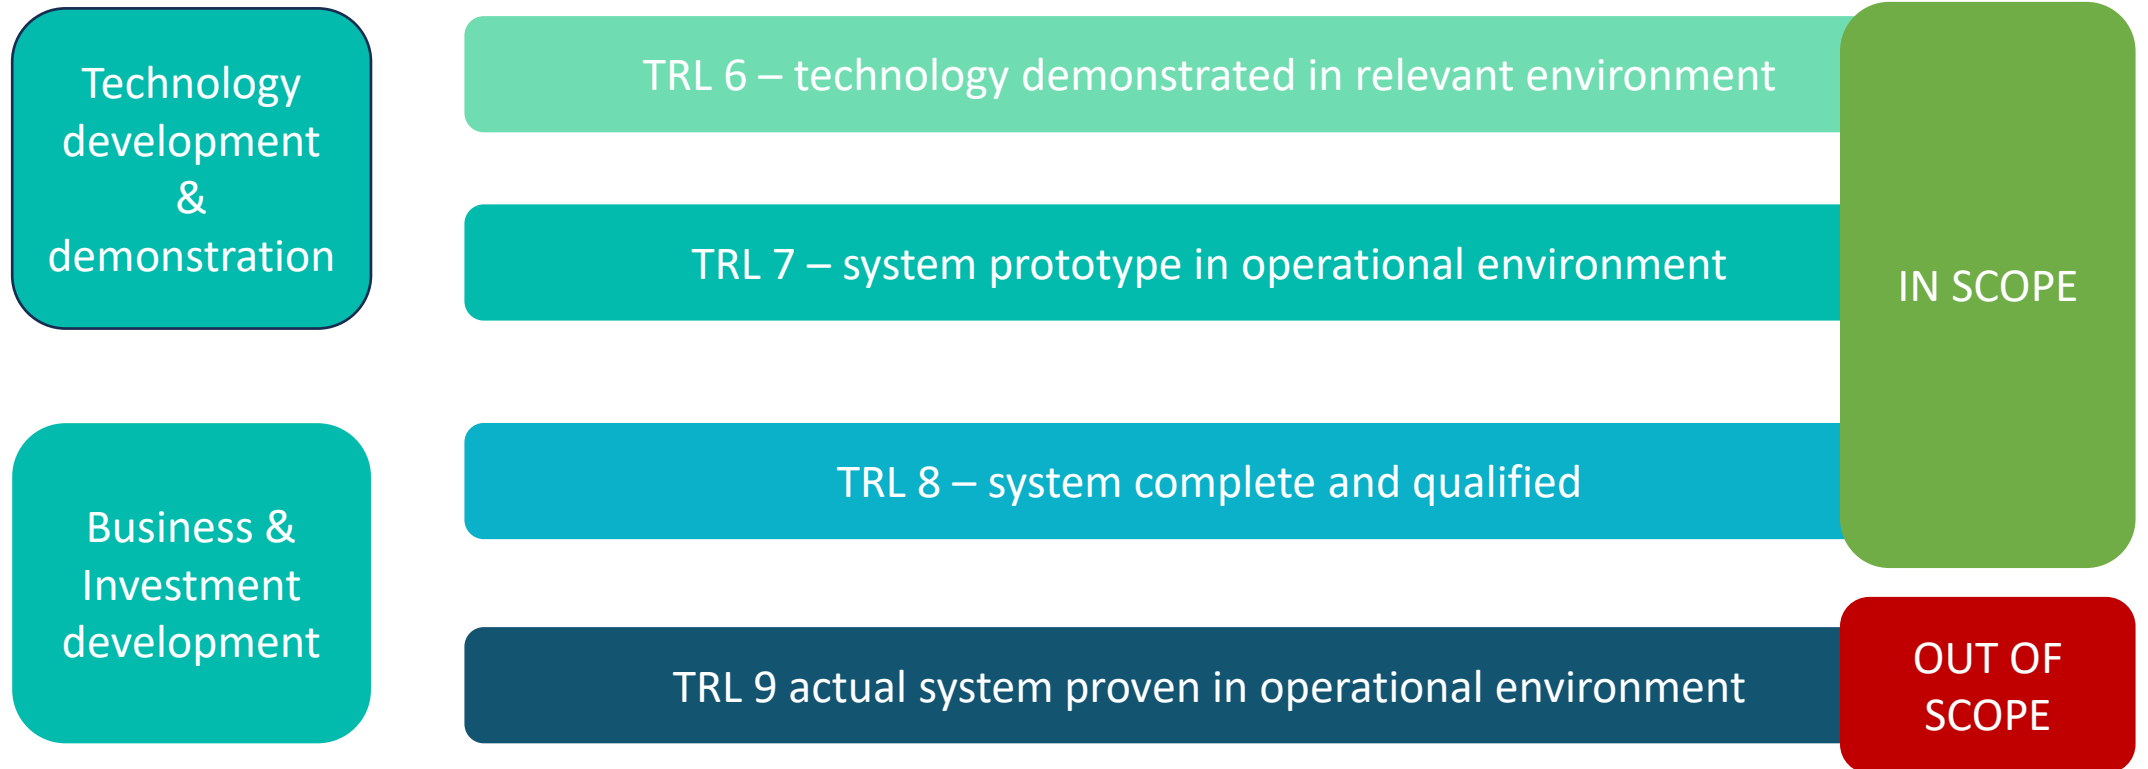 Technology
development
&
demonstration
TRL 6 – technology demonstrated in relevant environment
TRL 7 – system prototype in operational environment
IN SCOPE
Business &
Investment
development
TRL 8 – system complete and qualified
TRL 9 actual system proven in operational environment
OUT OF
SCOPE